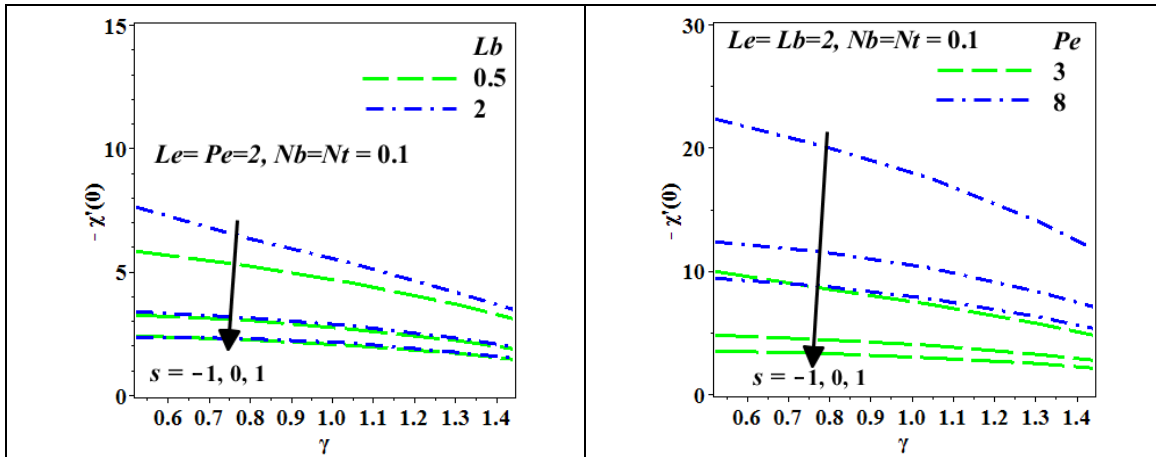 15
Lb
0.5
2
10
Le= Pe=2, Nb=Nt = 0.1
- χ'(0)
5
s = -1, 0, 1
0
0.6 0.7 0.8 0.9 1.0 1.1 1.2 1.3 1.4
γ
30
Le= Lb=2, Nb=Nt = 0.1
Pe
3
8
20
- χ'(0)
10
s = -1, 0, 1
0
0.6 0.7 0.8 0.9 1.0 1.1 1.2 1.3 1.4
γ